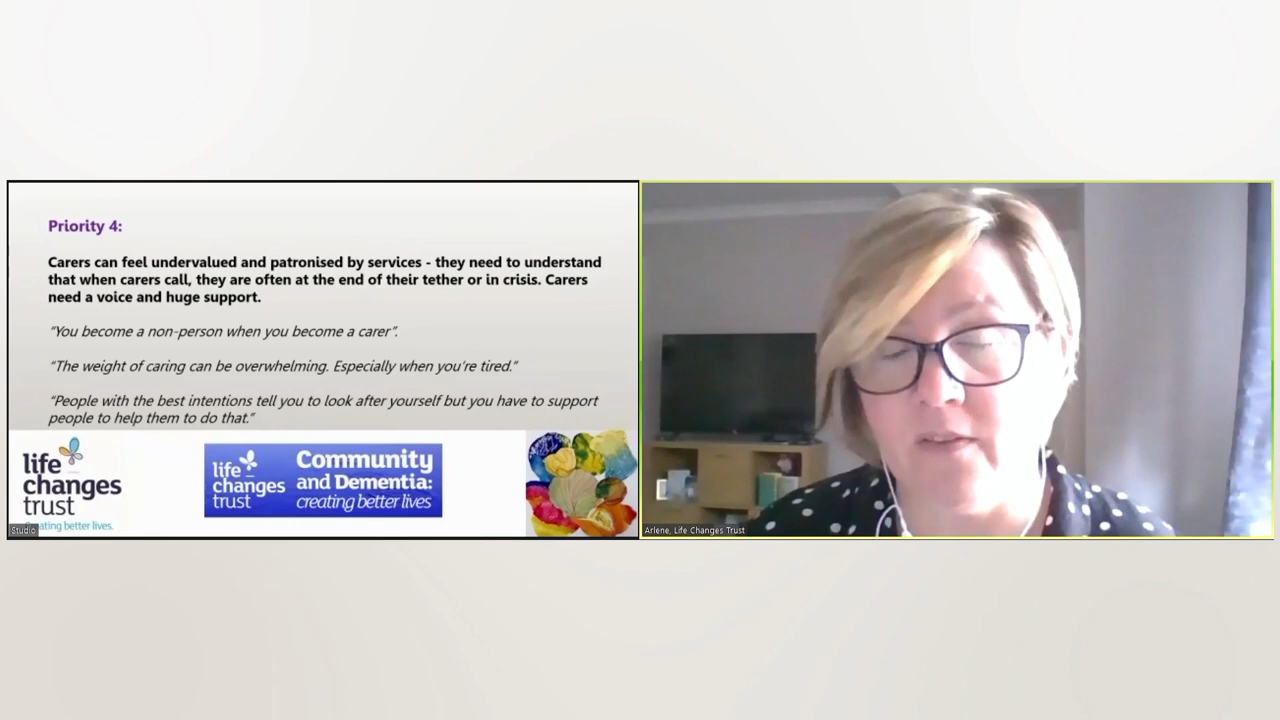 Priority 4:
Carers can feel undervalued and patronised by services - they need to understand
that when carers call, they are often at the end of their tether or in crisis. Carers
need a voice and huge support.
“You become a non-person when you become a carer”.
“The weight of caring can be overwhelming. Especially when you're tired.”
“People with the best intentions tell you to look after yourself but you have to support
people to help them to do that.”
life
changes
trust
eating better lives.
Studio
life
changes
trust
Community
and Dementia:
creating better lives
Arlene, Life Changes Trust